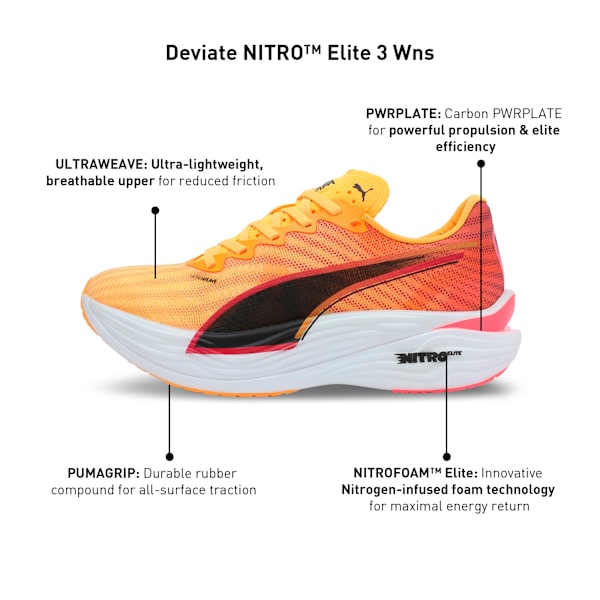 Deviate NITRO™ Elite 3 Wns
PWRPLATE: Carbon PWRPLATE
for powerful propulsion & elite
efficiency
ULTRAWEAVE: Ultra-lightweight,
breathable upper for reduced friction
NITRO ELITE
PUMAGRIP: Durable rubber
compound for all-surface traction
NITROFOAM™ Elite: Innovative
Nitrogen-infused foam technology
for maximal energy return